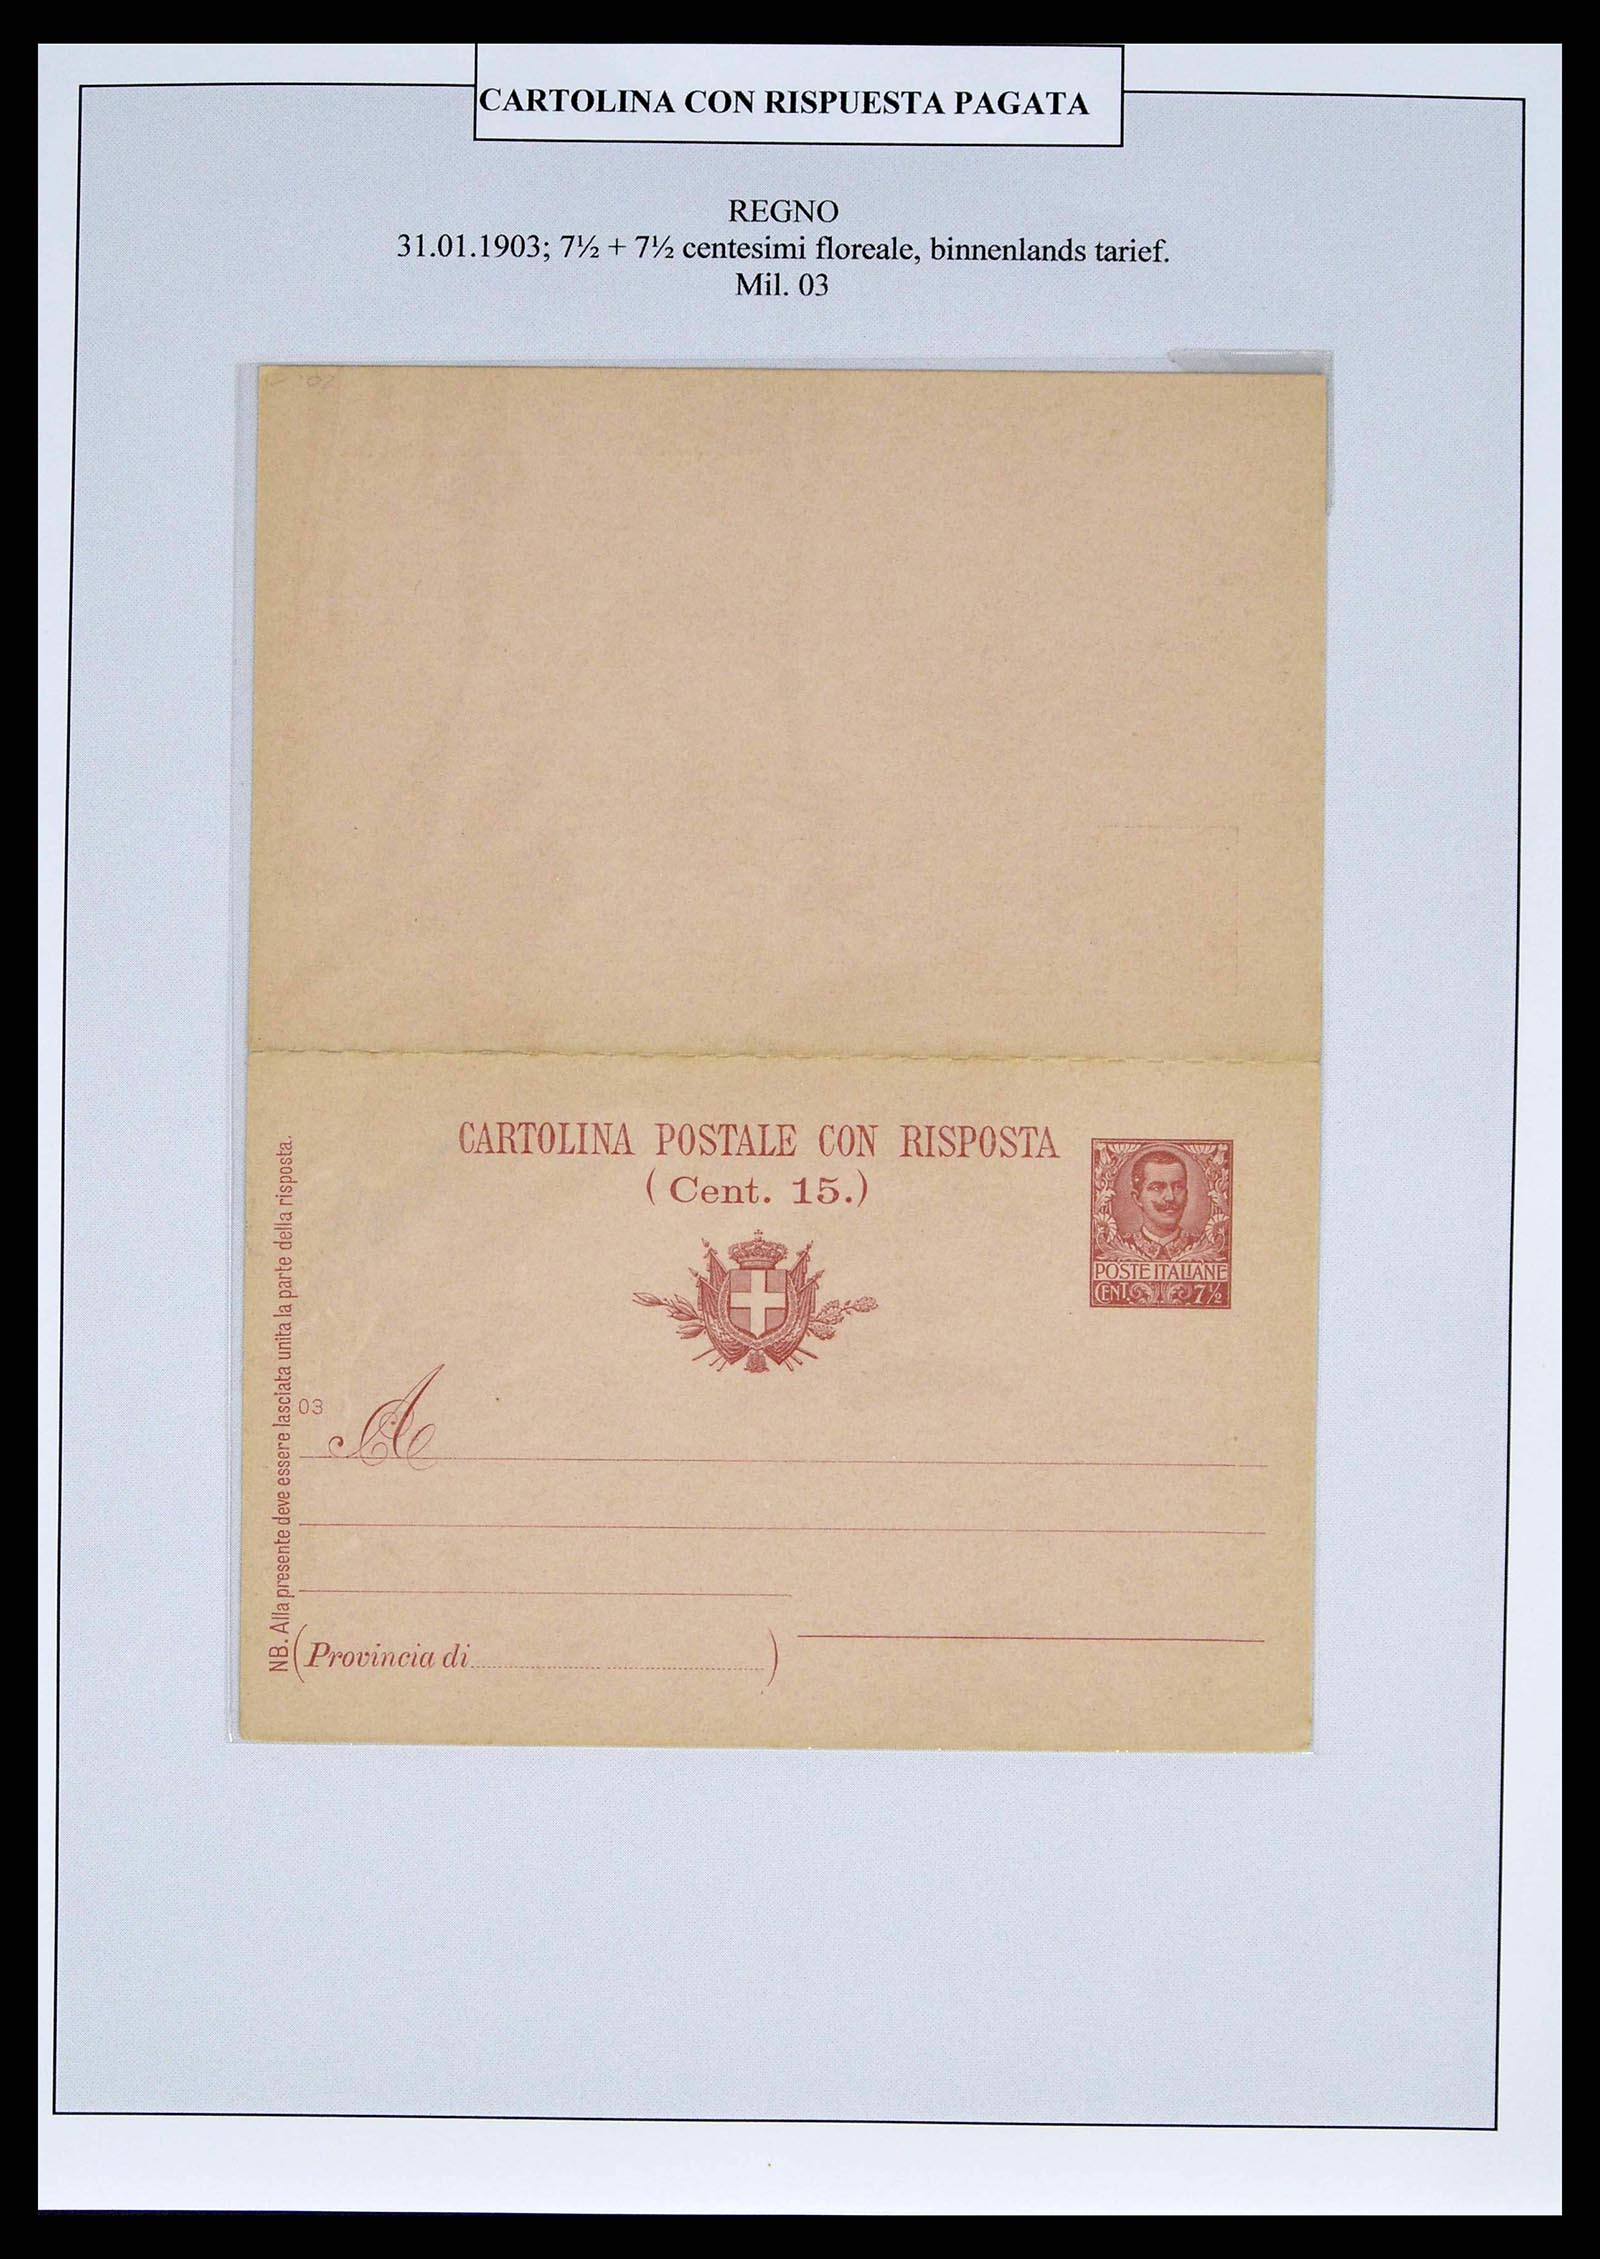 CARTOLINA CON RISPUESTA PAGATA
REGNO
31.01.1903; 7½ + 7½ centesimi floreale, binnenlands tarief.
Mil. 03
CARTOLINA POSTALE CON RISPOSTA
(Cent. 15.)
POSTE ITALIANE
CENT. 7½
NB. Alla presente deve essere lasciata unita la parte della risposta.
03
A
(Provincia di)